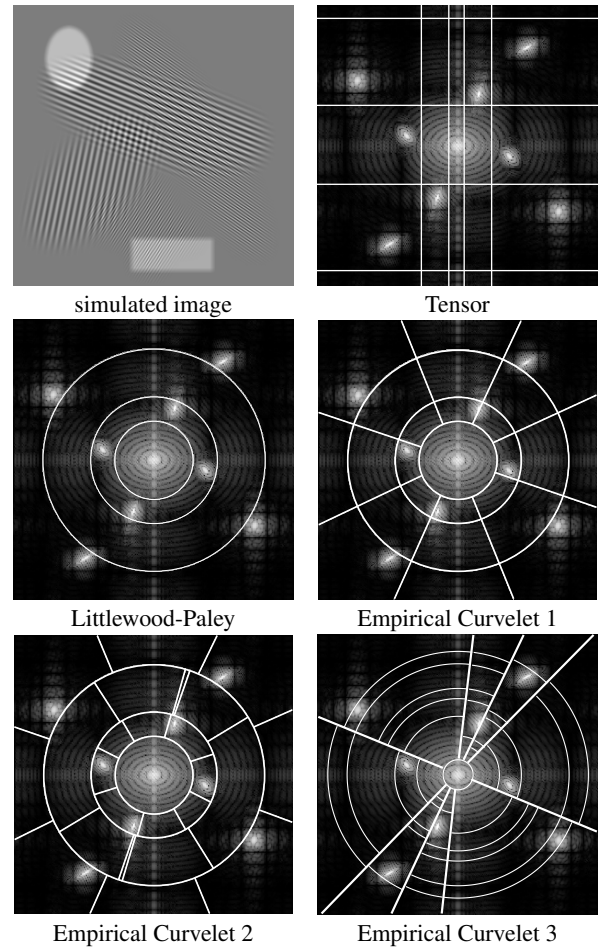 simulated image
Tensor
Littlewood-Paley
Empirical Curvelet 1
Empirical Curvelet 2
Empirical Curvelet 3